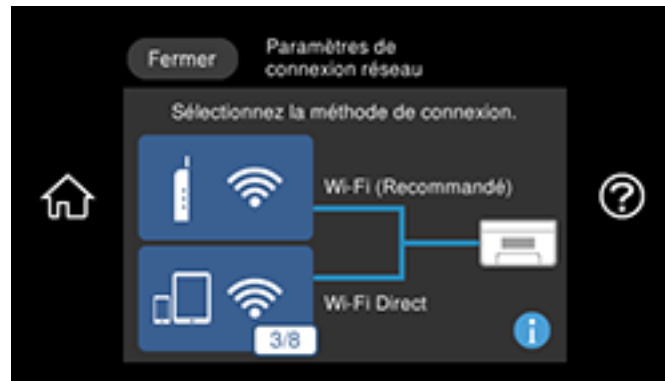 Fermer
Paramètres de
connexion réseau
Sélectionnez la méthode de connexion.
Wi-Fi (Recommandé)
Wi-Fi Direct
3/8